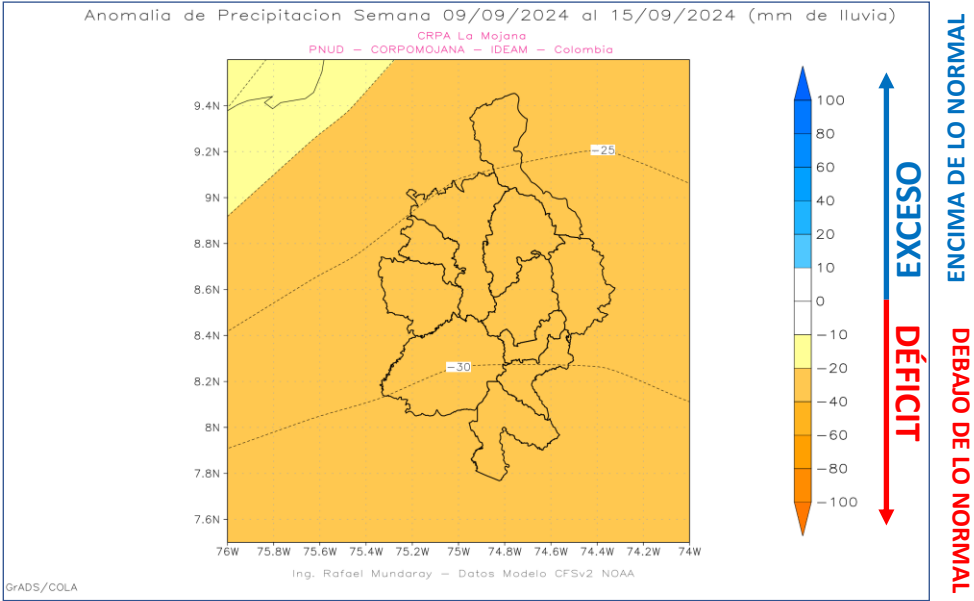 Anomalia de Precipitacion Semana 09/09/2024 al 15/09/2024 (mm de lluvia)
CRPA La Mojana
PNUD – CORPOMOJANA – IDEAM – Colombia
9.4N
9.2N
9N
8.8N
8.6N
8.4N
8.2N
8N
7.8N
7.6N
−25
−30
76W 75.8W 75.6W 75.4W 75.2W 75W 74.8W 74.6W 74.4W 74.2W 74W
Ing. Rafael Mundaray – Datos Modelo CFSv2 NOAA
GrADS/COLA
100
80
60
40
20
10
0
−10
−20
−40
−60
−80
−100
EXCESO
DÉFICIT
ENCIMA DE LO NORMAL
DEBAJO DE LO NORMAL